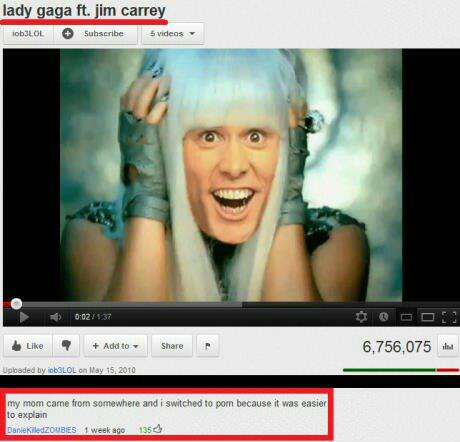 lady gaga ft. jim carrey
iob3LOL Subscribe 5 videos
0:02 / 1:37
Like + Add to Share 6,756,075
Uploaded by iob3LOL on May 15, 2010
my mom came from somewhere and i switched to porn because it was easier
to explain
DanieKilledZOMBIES 1 week ago 135